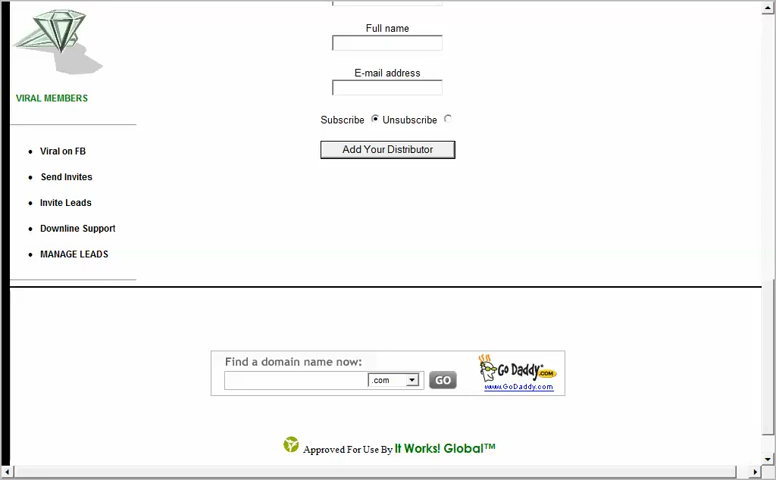 Full name
E-mail address
VIRAL MEMBERS
Subscribe Unsubscribe
Add Your Distributor
Viral on FB
Send Invites
Invite Leads
Downline Support
MANAGE LEADS
Find a domain name now:
.com GO
Go Daddy.COM
www.GoDaddy.com
Approved For Use By It Works! Global™